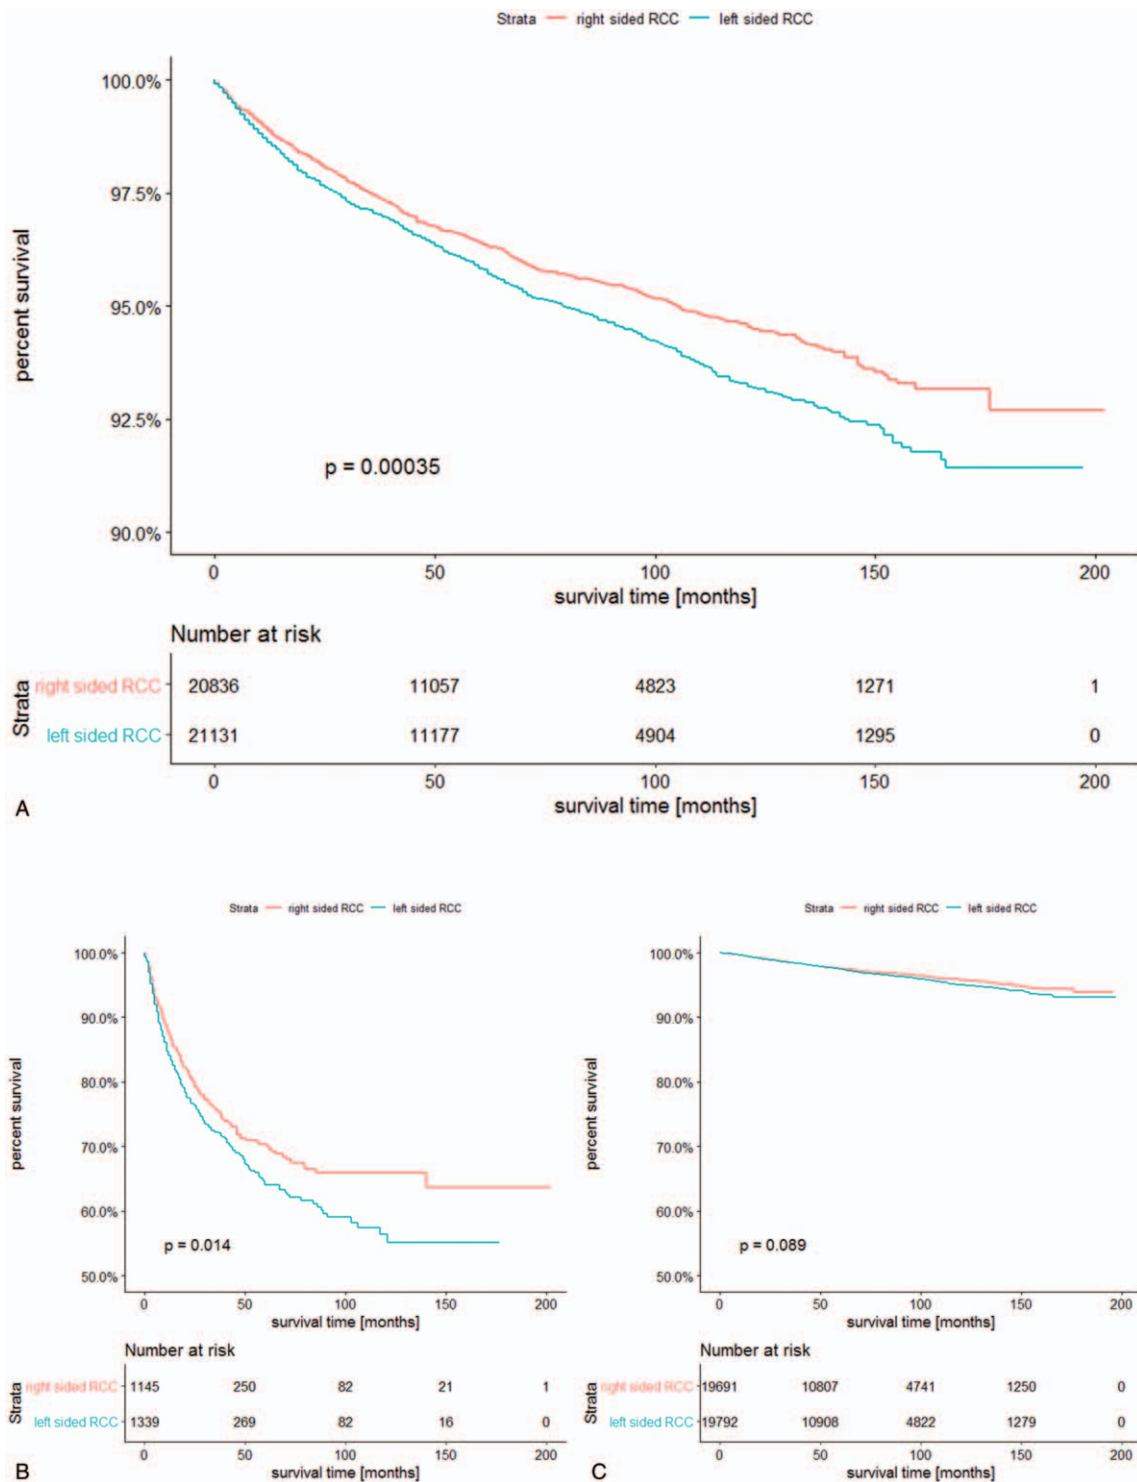 Strata right sided RCC left sided RCC
100.0%
97.5%
95.0%
92.5%
90.0%
percent survival
p = 0.00035
0 50 100 150 200
survival time [months]
Number at risk
Strata
right sided RCC 20836 11057 4823 1271 1
left sided RCC 21131 11177 4904 1295 0
0 50 100 150 200
survival time [months]
A
Strata right sided RCC left sided RCC
100.0%
90.0%
80.0%
70.0%
60.0%
50.0%
percent survival
p = 0.014
0 50 100 150 200
survival time [months]
Number at risk
Strata
right sided RCC 1145 250 82 21 1
left sided RCC 1339 269 82 16 0
0 50 100 150 200
survival time [months]
B
Strata right sided RCC left sided RCC
100.0%
90.0%
80.0%
70.0%
60.0%
50.0%
percent survival
p = 0.089
0 50 100 150 200
survival time [months]
Number at risk
Strata
right sided RCC 19691 10807 4741 1250 0
left sided RCC 19792 10908 4822 1279 0
0 50 100 150 200
survival time [months]
C